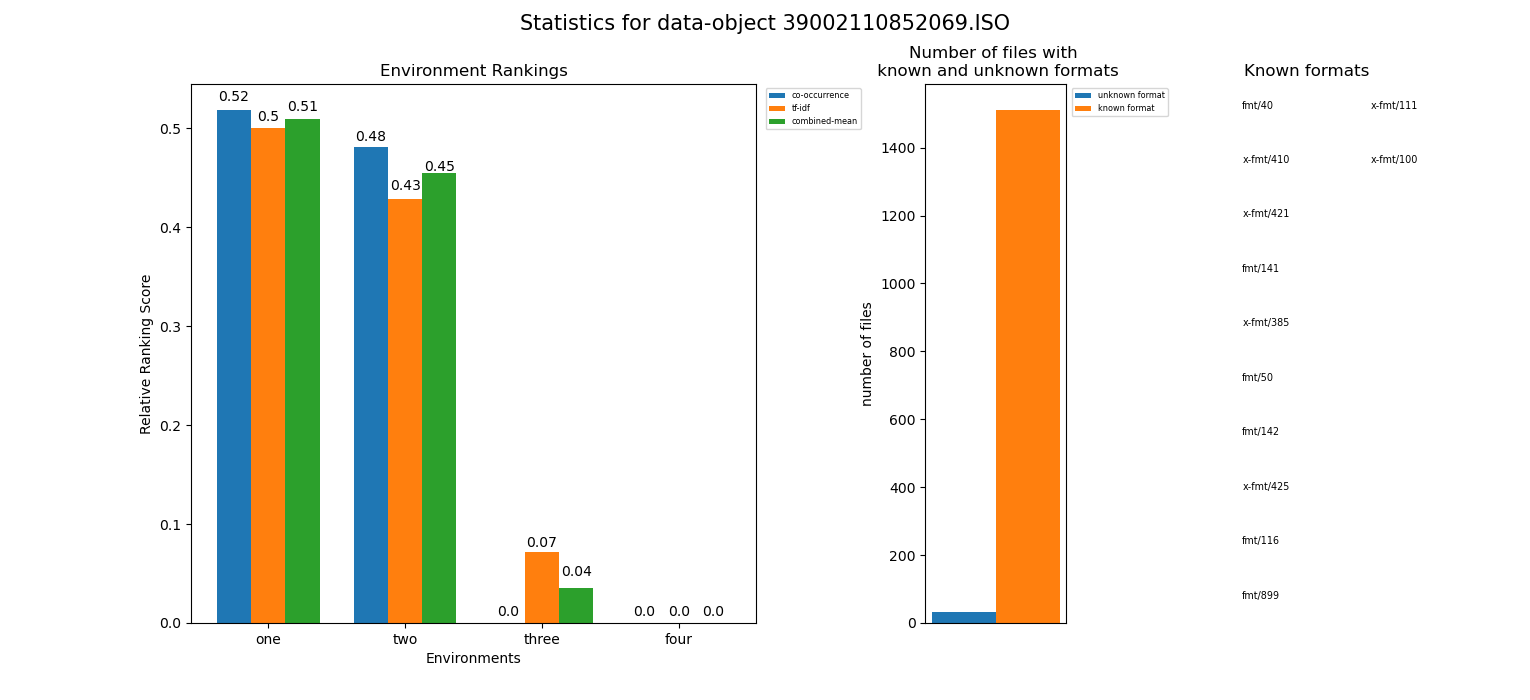 Statistics for data-object 39002110852069.ISO
Environment Rankings
Relative Ranking Score
0.5
0.4
0.3
0.2
0.1
0.0
0.52
0.5
0.51
0.48
0.43
0.45
0.0
0.07
0.04
0.0
0.0
0.0
one
two
three
four
Environments
co-occurrence
tf-idf
combined-mean
Number of files with
known and unknown formats
number of files
1400
1200
1000
800
600
400
200
0
unknown format
known format
Known formats
fmt/40
x-fmt/111
x-fmt/410
x-fmt/100
x-fmt/421
fmt/141
x-fmt/385
fmt/50
fmt/142
x-fmt/425
fmt/116
fmt/899